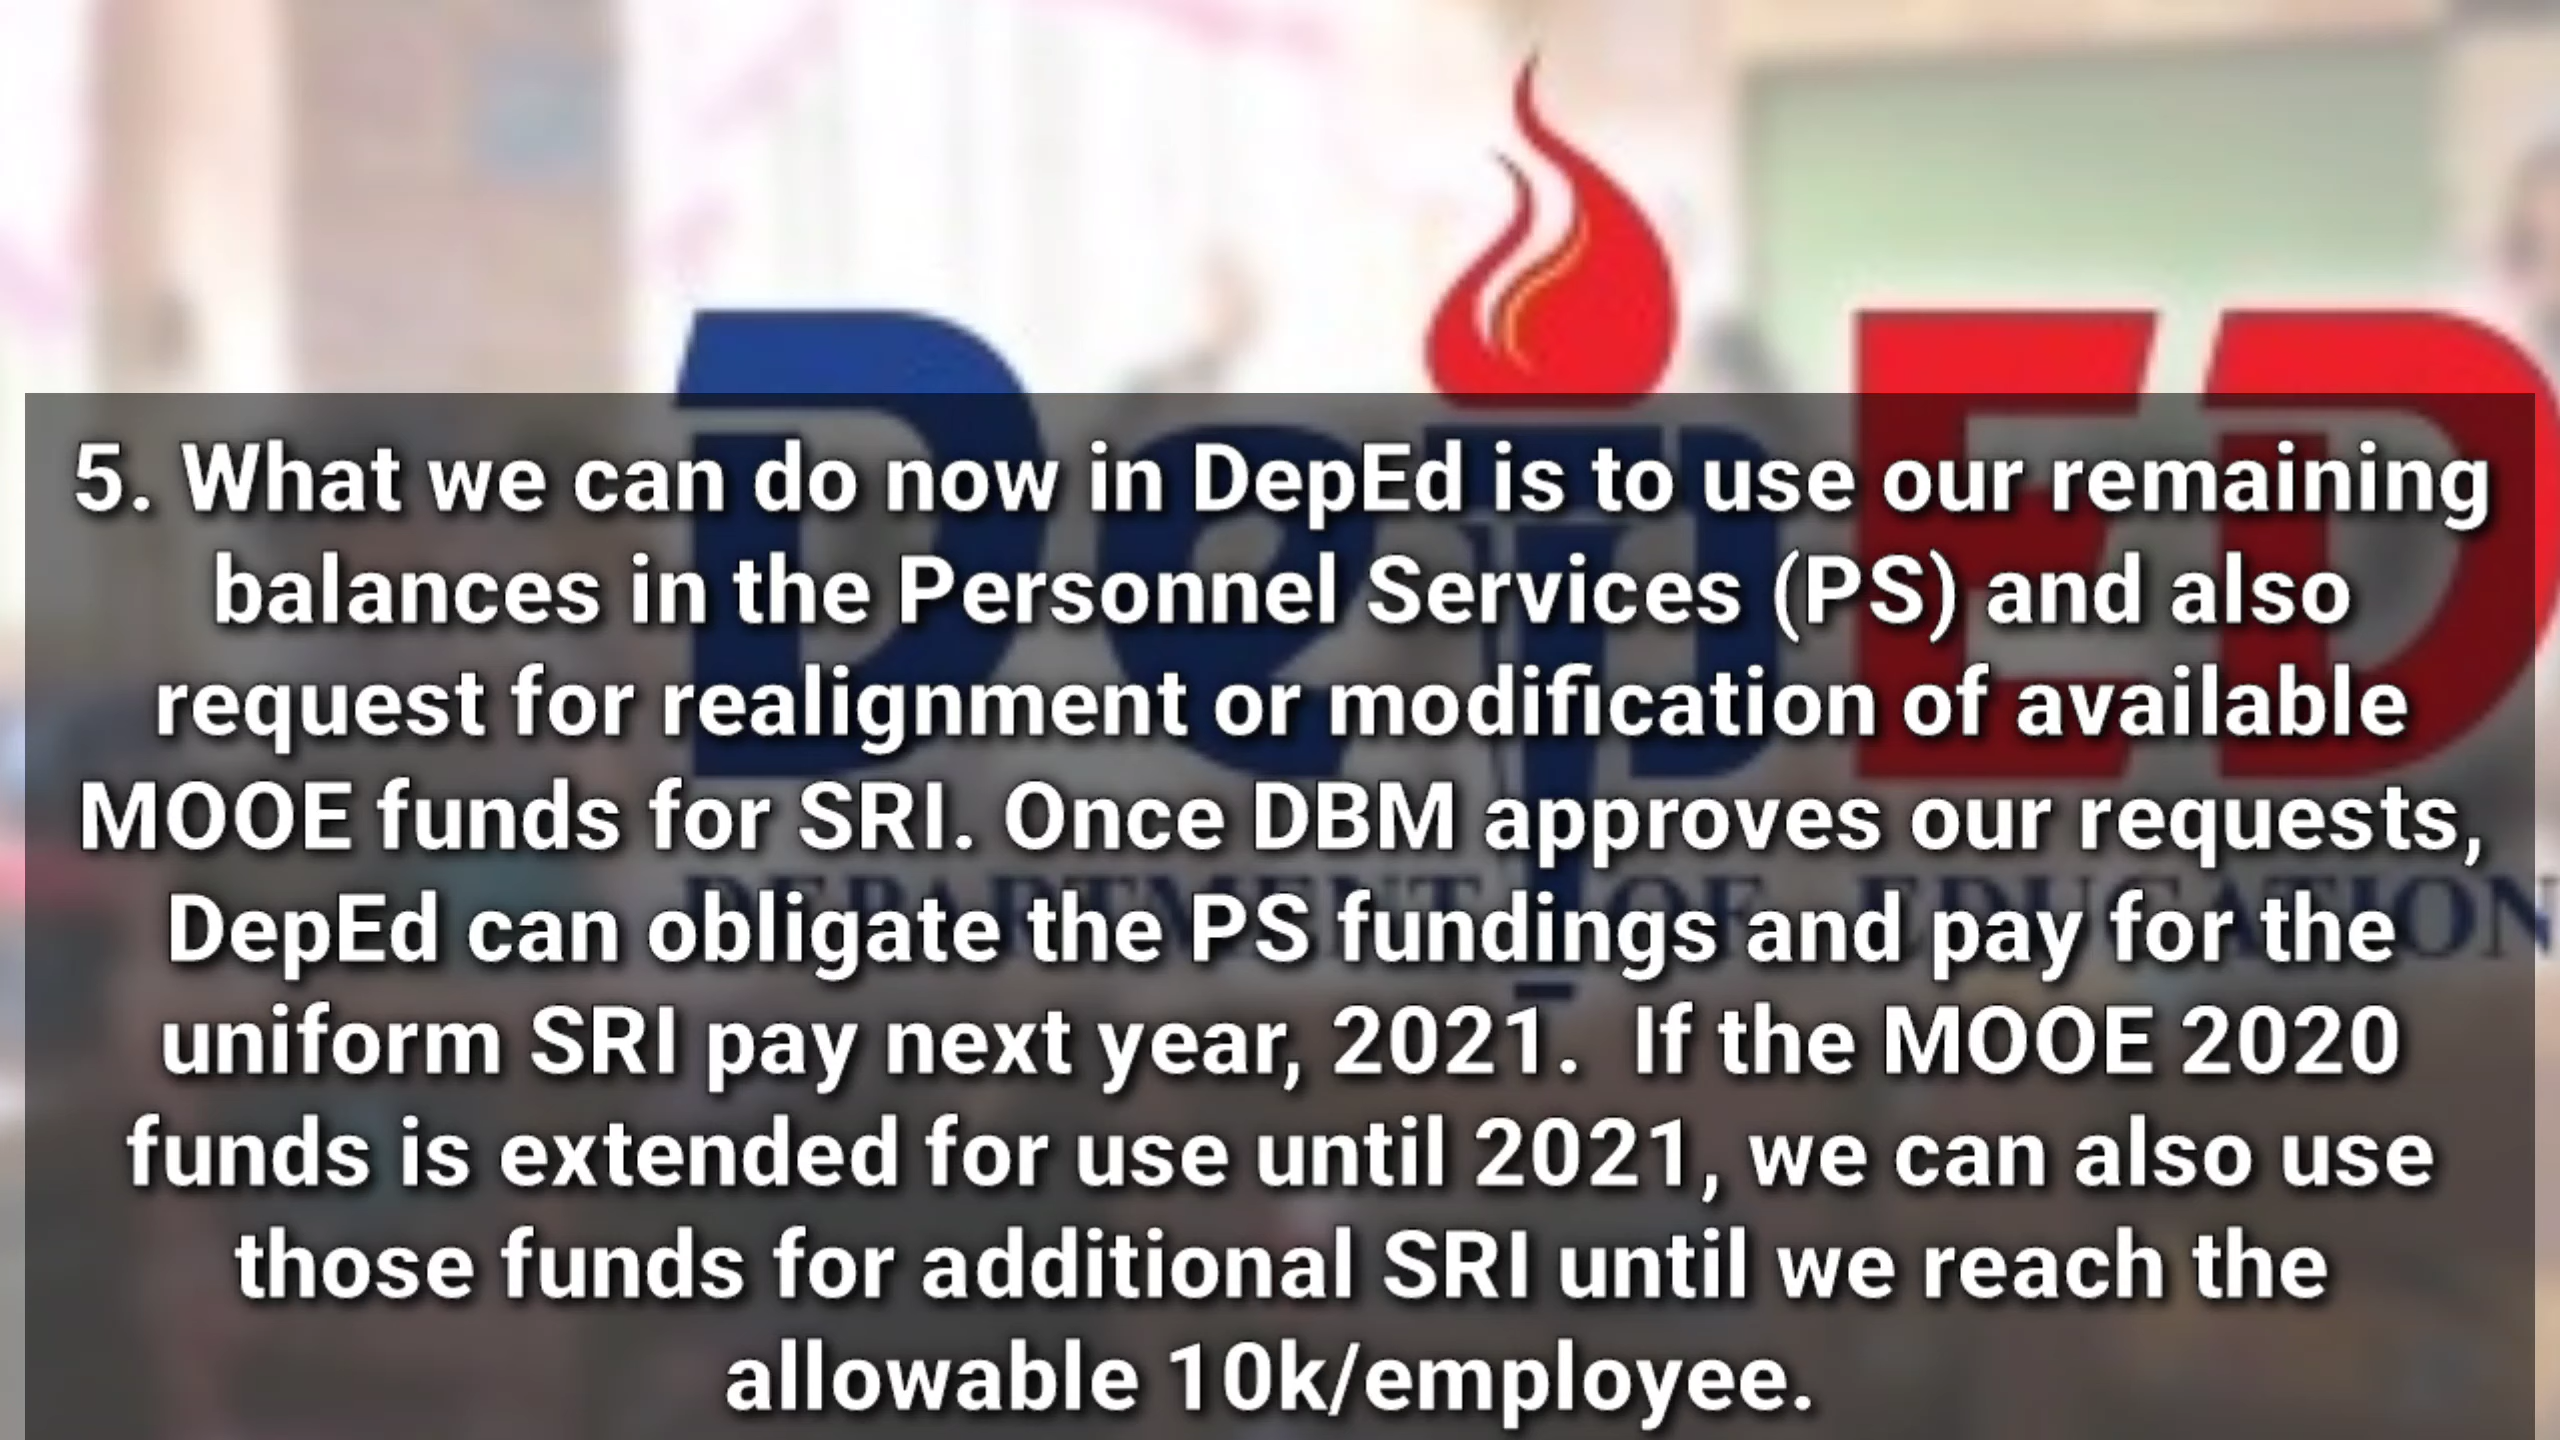 DepED
DEPARTMENT OF EDUCATION
5. What we can do now in DepEd is to use our remaining
balances in the Personnel Services (PS) and also
request for realignment or modification of available
MOOE funds for SRI. Once DBM approves our requests,
DepEd can obligate the PS fundings and pay for the
uniform SRI pay next year, 2021.  If the MOOE 2020
funds is extended for use until 2021, we can also use
those funds for additional SRI until we reach the
allowable 10k/employee.